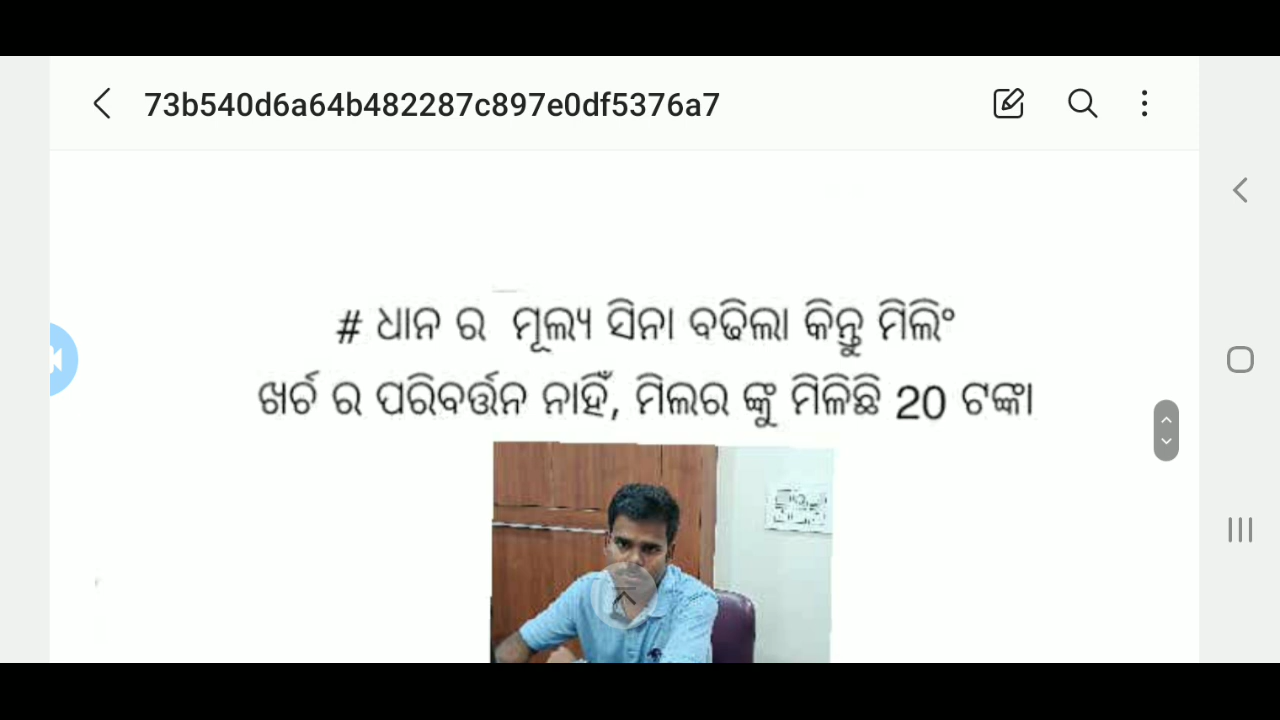 73b540d6a64b482287c897e0df5376a7
# ଧାନ ର ମୂଲ୍ୟ ସିନା ବଢିଲା କିନ୍ତୁ ମିଲିଂ
ଖର୍ଚ ର ପରିବର୍ତ୍ତନ ନାହିଁ, ମିଲର ଙ୍କୁ ମିଳିଛି 20 ଟଙ୍କା